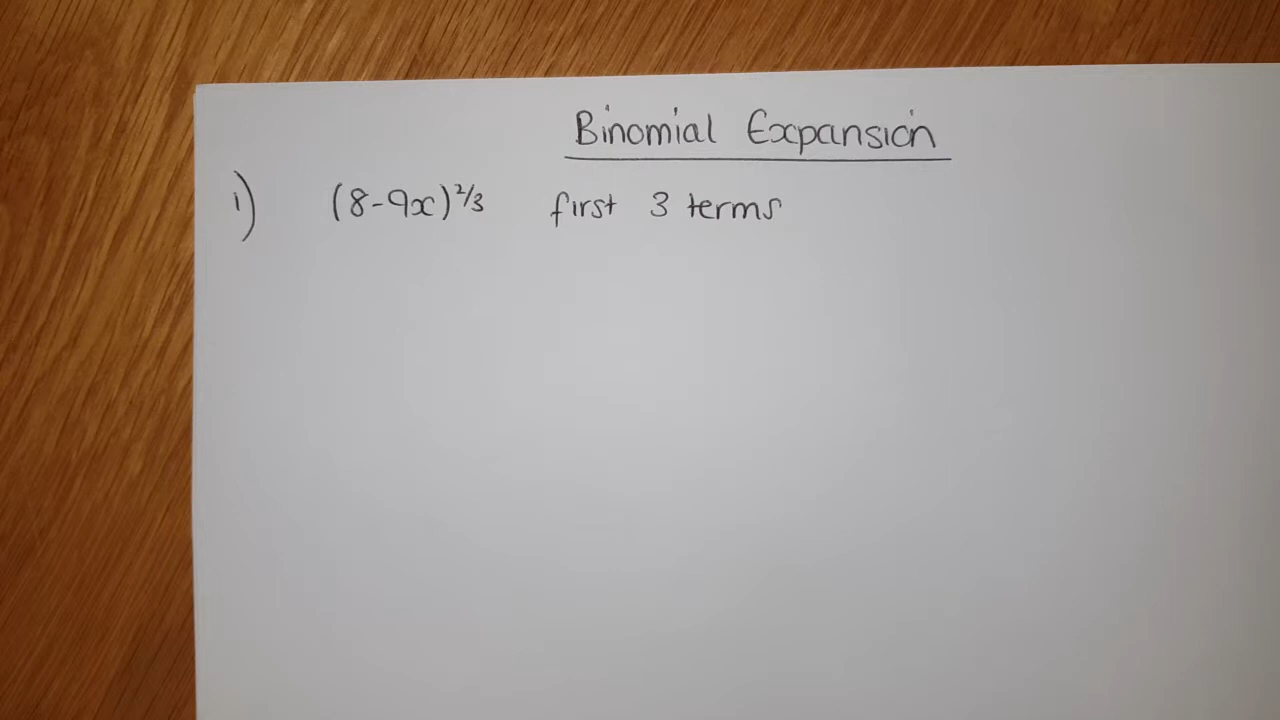 Binomial Expansion
1) (8-9x)^2/3 first 3 terms